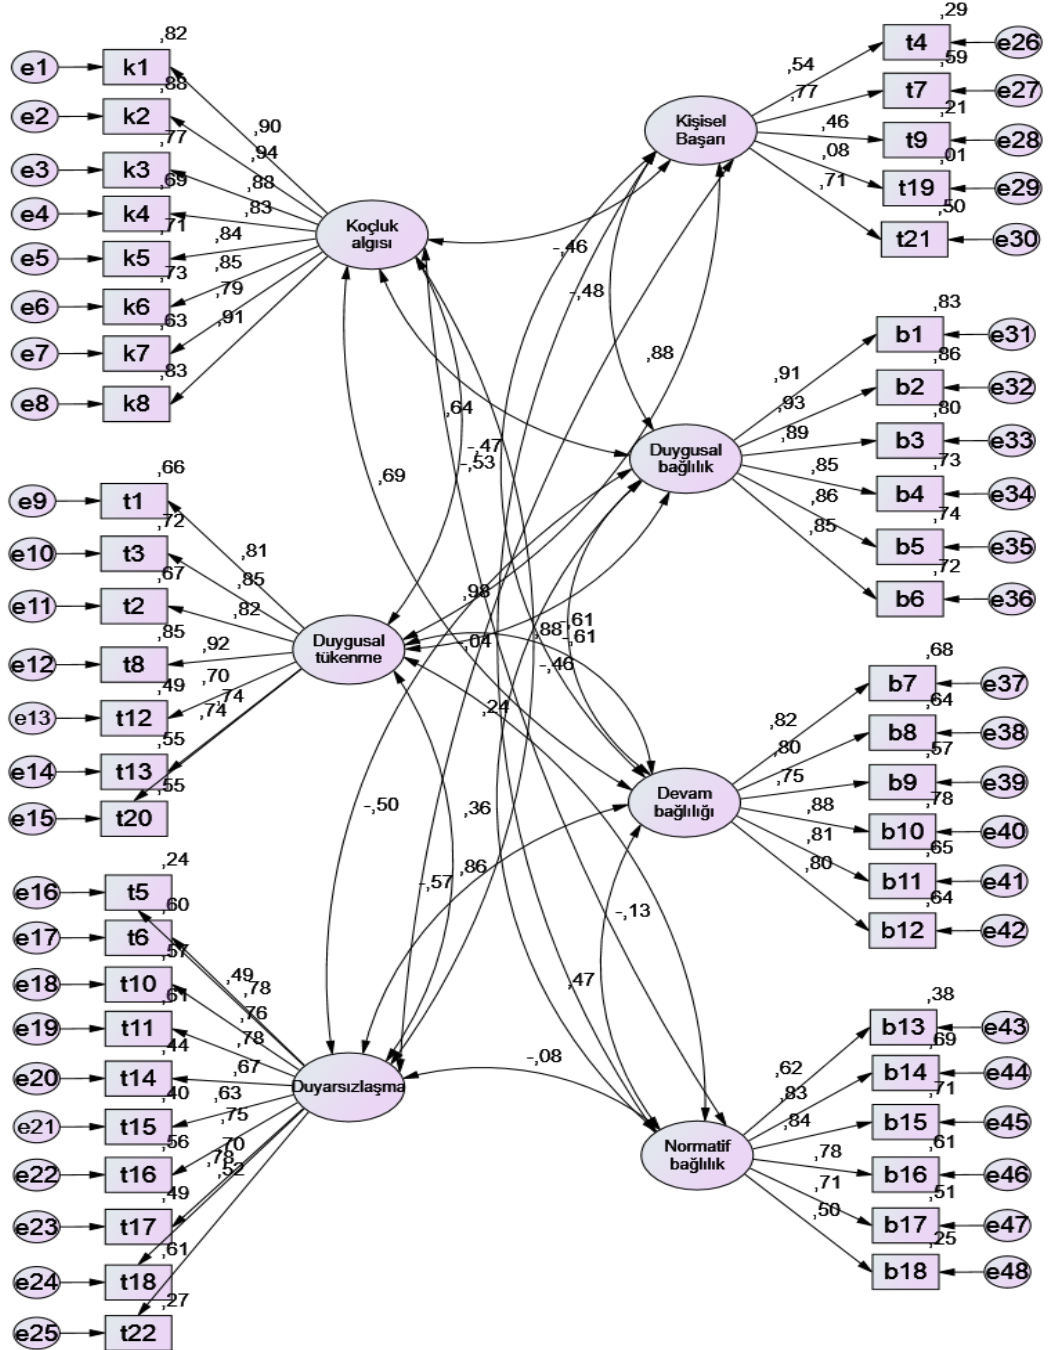 ,82
e1 k1
,88
e2 k2
,77
e3 k3
,69
e4 k4
,71
e5 k5
,73
e6 k6
,63
e7 k7
,83
e8 k8
,90
,94
,88
,83
,84
,85
,79
,91
Koçluk
algısı
,66
e9 t1
,72
e10 t3
,67
e11 t2
,85
e12 t8
,49
e13 t12
,55
e14 t13
,55
e15 t20
,81
,85
,82
,92
,70
,74
,74
Duygusal
tükenme
,24
e16 t5
,60
e17 t6
,57
e18 t10
,61
e19 t11
,44
e20 t14
,40
e21 t15
,56
e22 t16
,49
e23 t17
,61
e24 t18
,27
e25 t22
,49
,78
,76
,78
,67
,63
,75
,70
,78
,52
Duyarsızlaşma
-,46
-,48
,88
,64
-,47
-,53
,69
,98
-,04
,88
-,61
-,61
-,46
,24
-,50
,36
,86
-,57
-,13
,47
-,08
Kişisel
Başarı
,54
,77
,46
,08
,71
,29
t4 e26
,59
t7 e27
,21
t9 e28
,01
t19 e29
,50
t21 e30
Duygusal
bağlılık
,91
,93
,89
,85
,86
,85
,83
b1 e31
,86
b2 e32
,80
b3 e33
,73
b4 e34
,74
b5 e35
,72
b6 e36
Devam
bağlılığı
,82
,80
,75
,88
,81
,80
,68
b7 e37
,64
b8 e38
,57
b9 e39
,78
b10 e40
,65
b11 e41
,64
b12 e42
Normatif
bağlılık
,62
,83
,84
,78
,71
,50
,38
b13 e43
,69
b14 e44
,71
b15 e45
,61
b16 e46
,51
b17 e47
,25
b18 e48